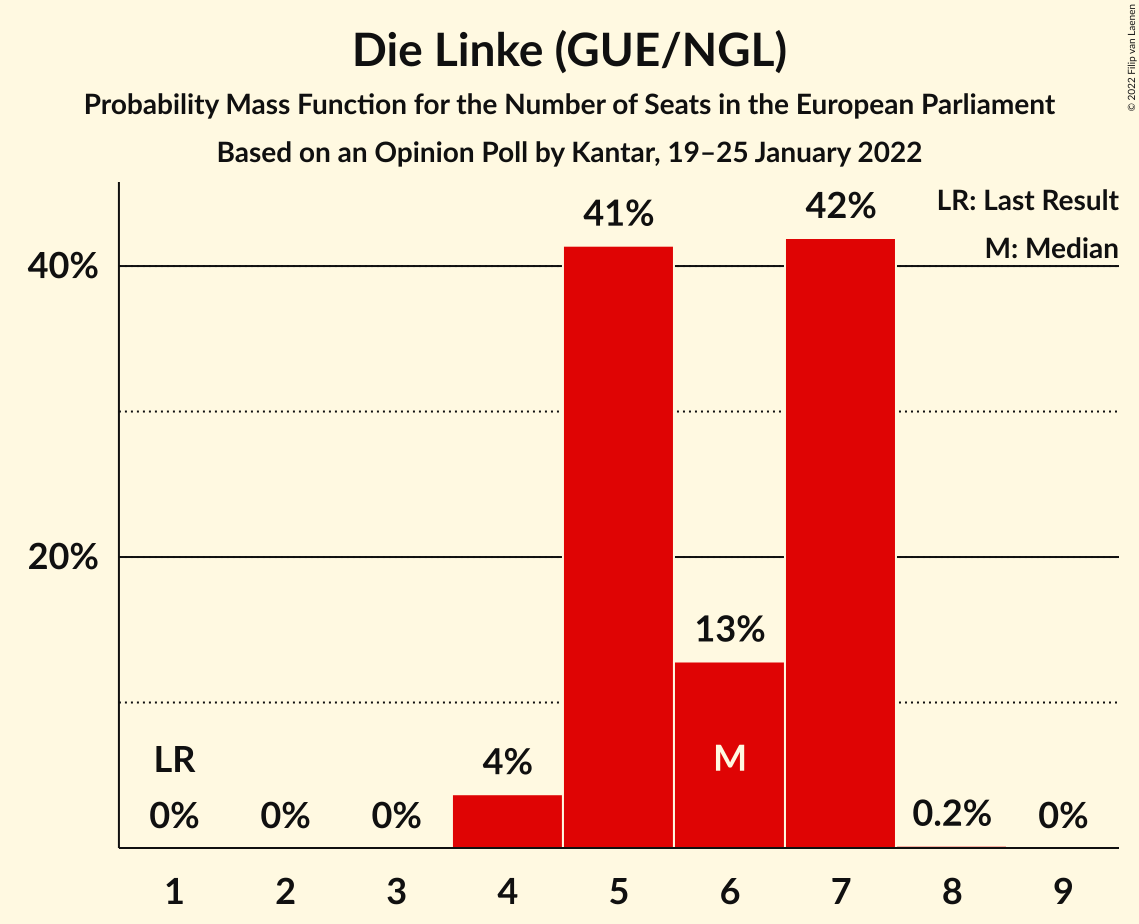 Die Linke (GUE/NGL)
Probability Mass Function for the Number of Seats in the European Parliament
Based on an Opinion Poll by Kantar, 19–25 January 2022
© 2022 Filip van Laenen
LR: Last Result
M: Median
40%
20%
41%
42%
13%
4%
LR
M
0%
0%
0%
0.2%
0%
1 2 3 4 5 6 7 8 9